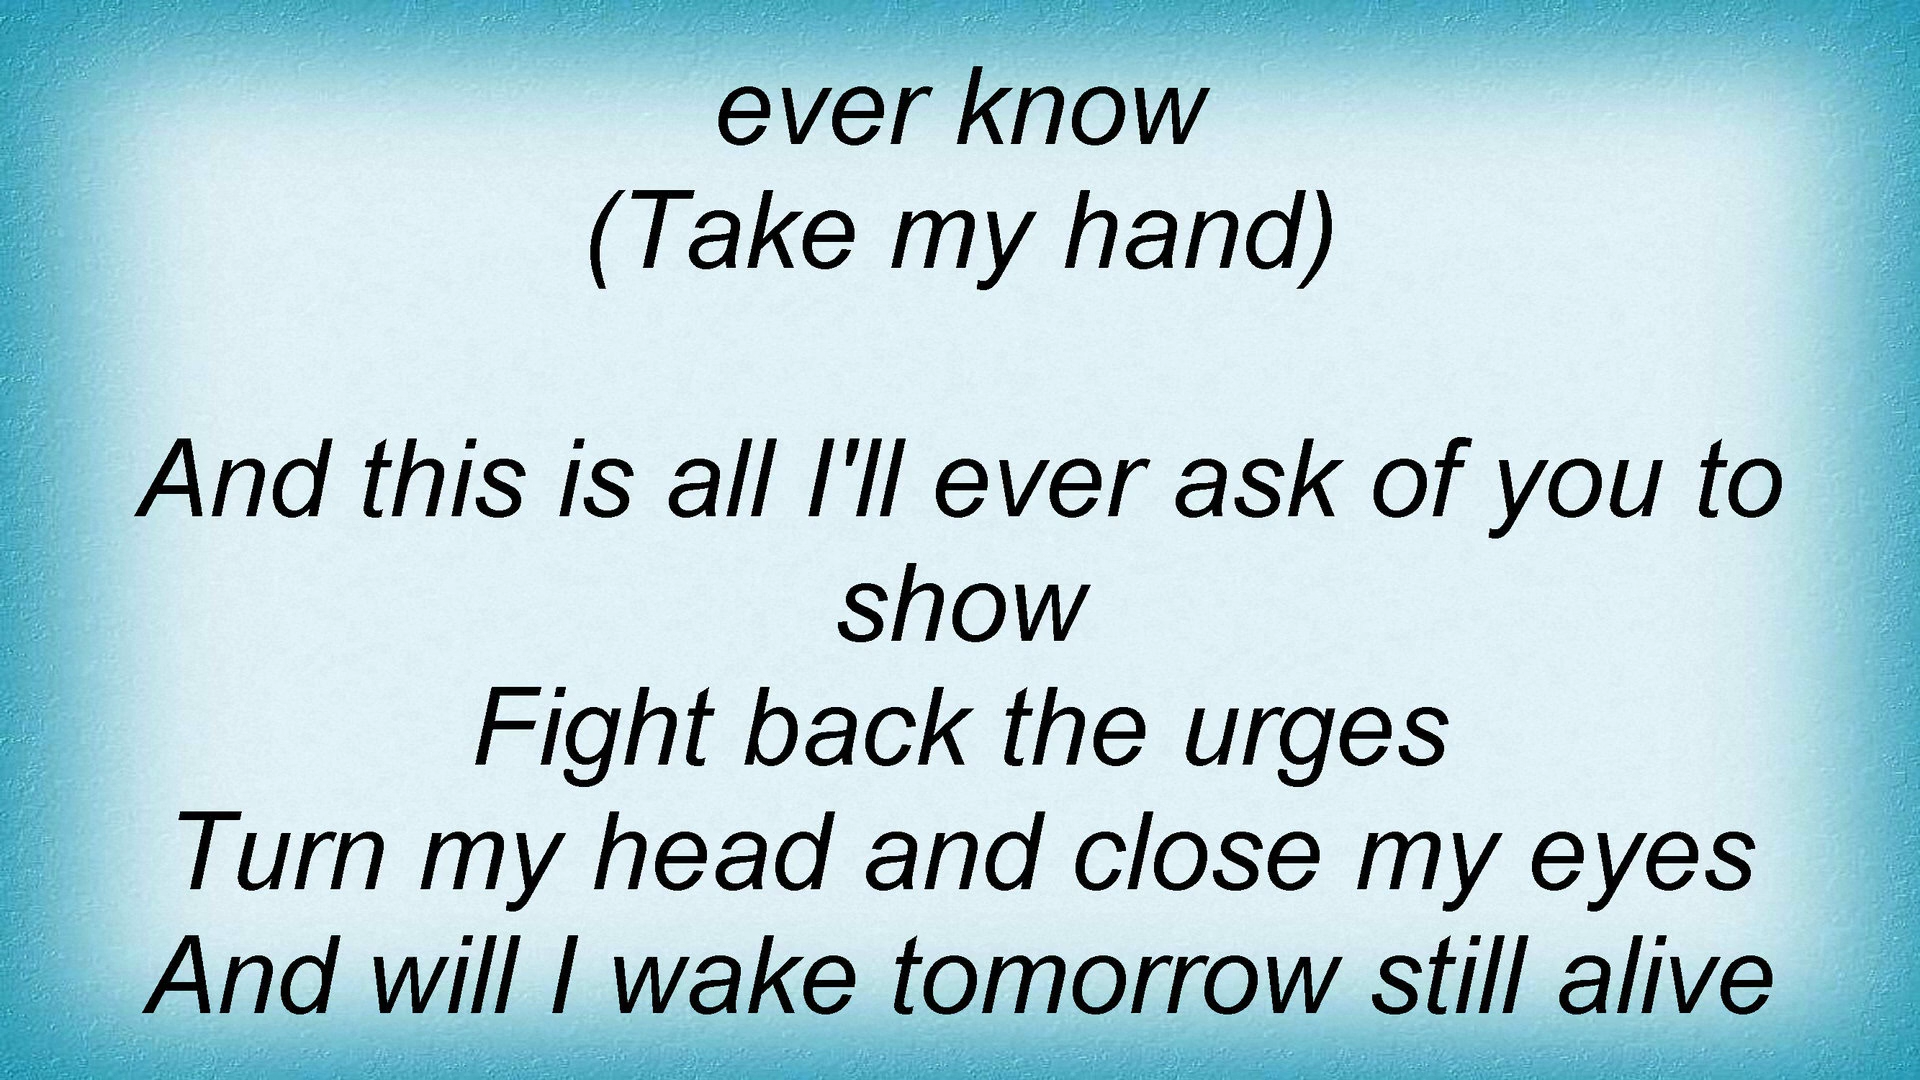 ever know
(Take my hand)
And this is all I'll ever ask of you to
show
Fight back the urges
Turn my head and close my eyes
And will I wake tomorrow still alive